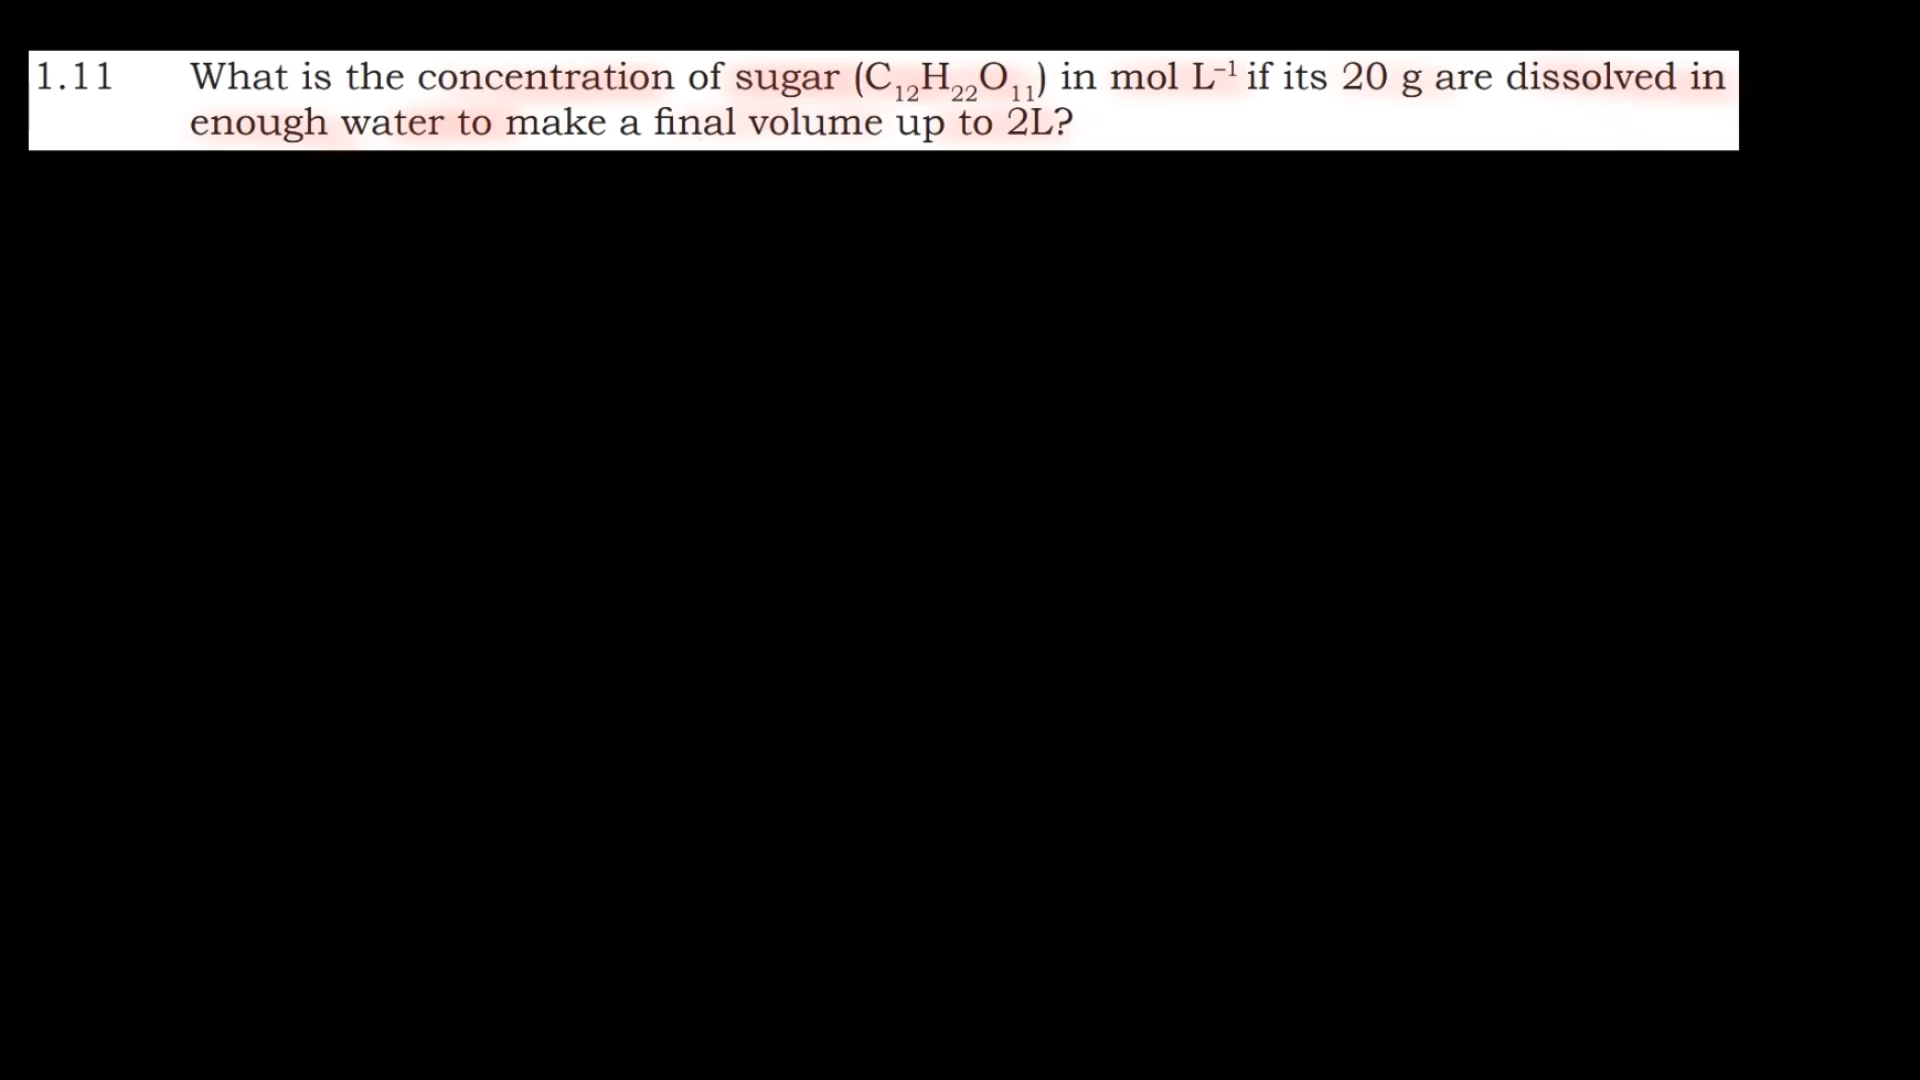 1.11 What is the concentration of sugar (C₁₂H₂₂O₁₁) in mol L⁻¹ if its 20 g are dissolved in
enough water to make a final volume up to 2L?